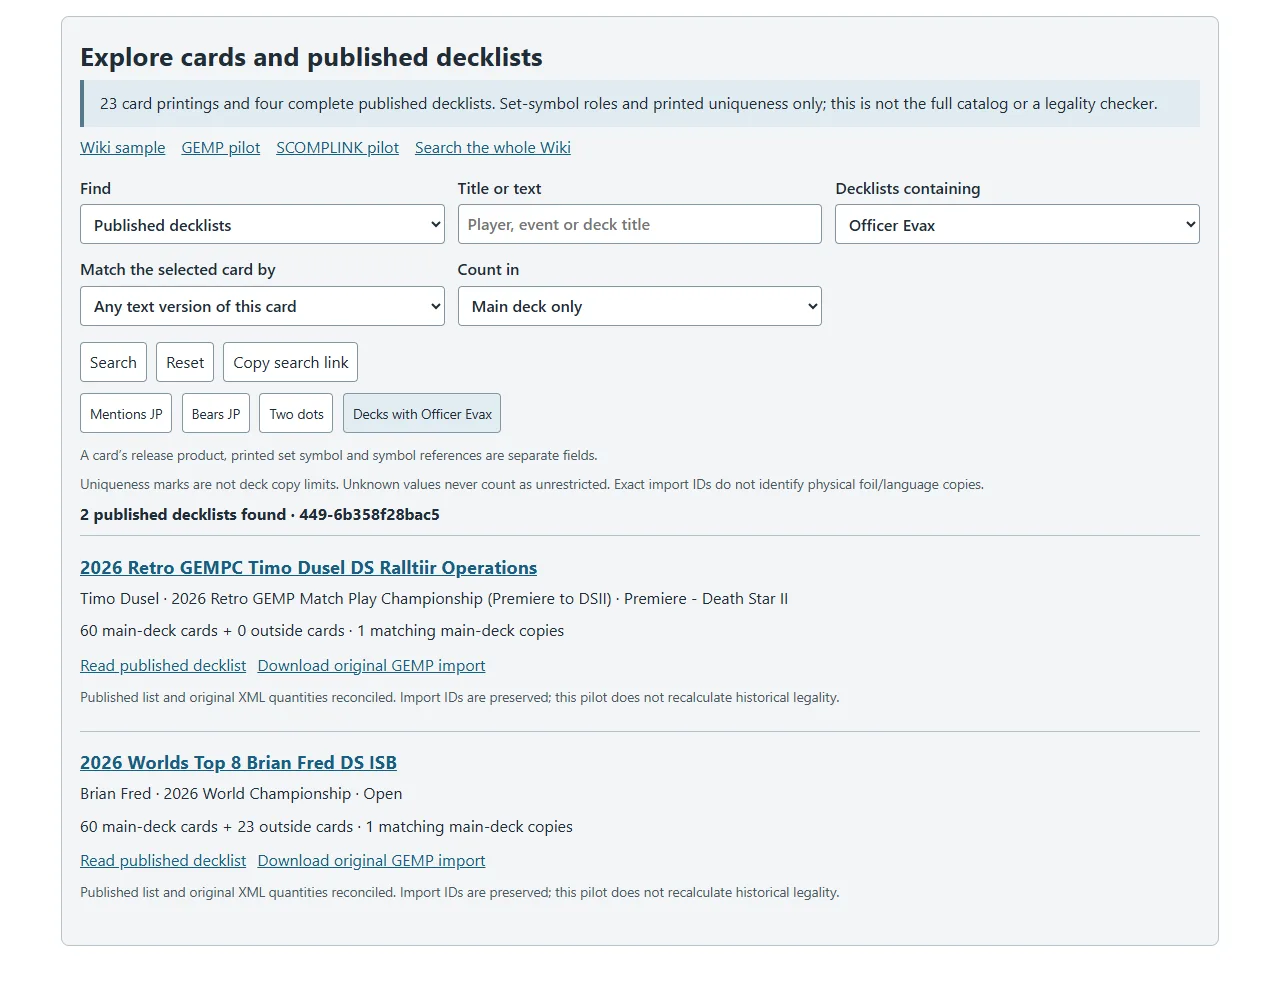 Explore cards and published decklists
23 card printings and four complete published decklists. Set-symbol roles and printed uniqueness only; this is not the full catalog or a legality checker.
Wiki sample GEMP pilot SCOMPLINK pilot Search the whole Wiki
Find Title or text Decklists containing
Published decklists Player, event or deck title Officer Evax
Match the selected card by Count in
Any text version of this card Main deck only
Search Reset Copy search link
Mentions JP Bears JP Two dots Decks with Officer Evax
A card's release product, printed set symbol and symbol references are separate fields.
Uniqueness marks are not deck copy limits. Unknown values never count as unrestricted. Exact import IDs do not identify physical foil/language copies.
2 published decklists found · 449-6b358f28bac5
2026 Retro GEMPC Timo Dusel DS Ralltiir Operations
Timo Dusel · 2026 Retro GEMP Match Play Championship (Premiere to DSII) · Premiere - Death Star II
60 main-deck cards + 0 outside cards · 1 matching main-deck copies
Read published decklist Download original GEMP import
Published list and original XML quantities reconciled. Import IDs are preserved; this pilot does not recalculate historical legality.
2026 Worlds Top 8 Brian Fred DS ISB
Brian Fred · 2026 World Championship · Open
60 main-deck cards + 23 outside cards · 1 matching main-deck copies
Read published decklist Download original GEMP import
Published list and original XML quantities reconciled. Import IDs are preserved; this pilot does not recalculate historical legality.